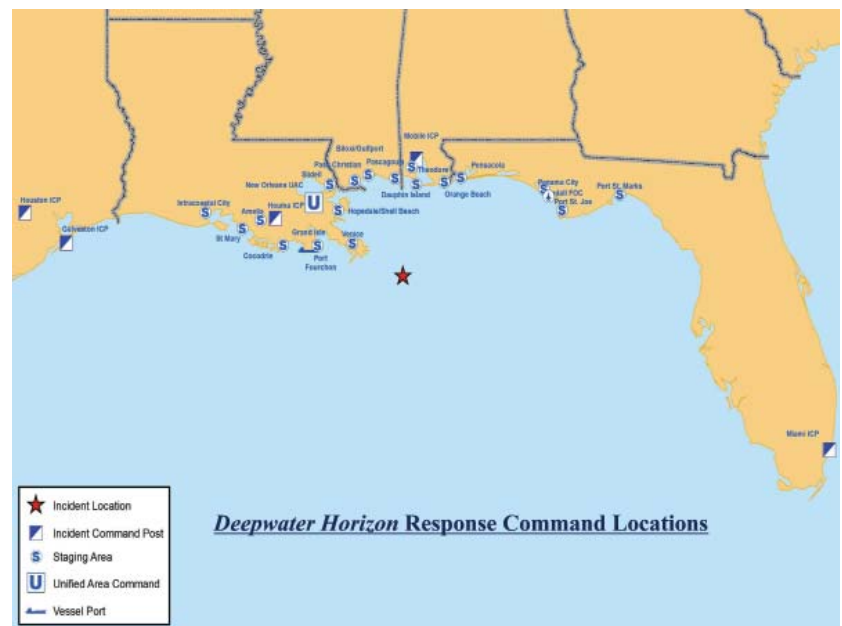 Mobile ICP
Biloxi/Gulfport
Pass Christian
Pascagoula
Theodore
Pensacola
Slidell
New Orleans UAC
Dauphin Island
Orange Beach
Panama City
Port St. Joe
Port St. Marks
Houston ICP
Galveston ICP
Intracoastal City
Amelia
Houma ICP
Hopedale/Shell Beach
St Mary
Cocodrie
Grand Isle
Port
Fourchon
Venice
Miami ICP
Incident Location
Incident Command Post
S Staging Area
U Unified Area Command
Vessel Port
Deepwater Horizon Response Command Locations